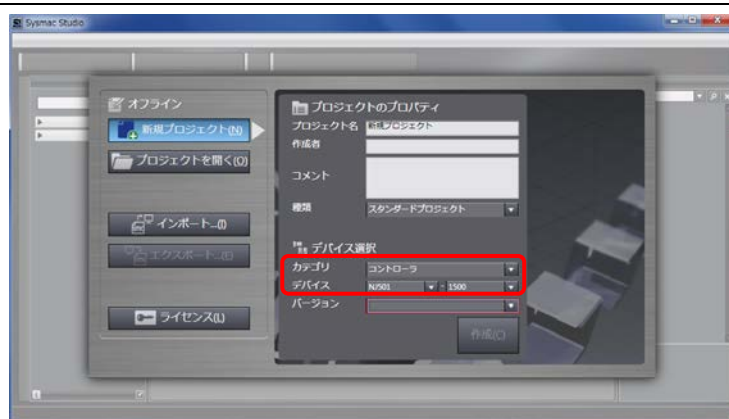 Sysmac Studio
オフライン
新規プロジェクト(N)
プロジェクトを開く(O)
インポート...(I)
エクスポート...(E)
ライセンス(L)
プロジェクトのプロパティ
プロジェクト名 新規プロジェクト
作成者
コメント
種類 スタンダードプロジェクト
デバイス選択
カテゴリ コントローラ
デバイス NJ501 - 1500
バージョン
作成(C)